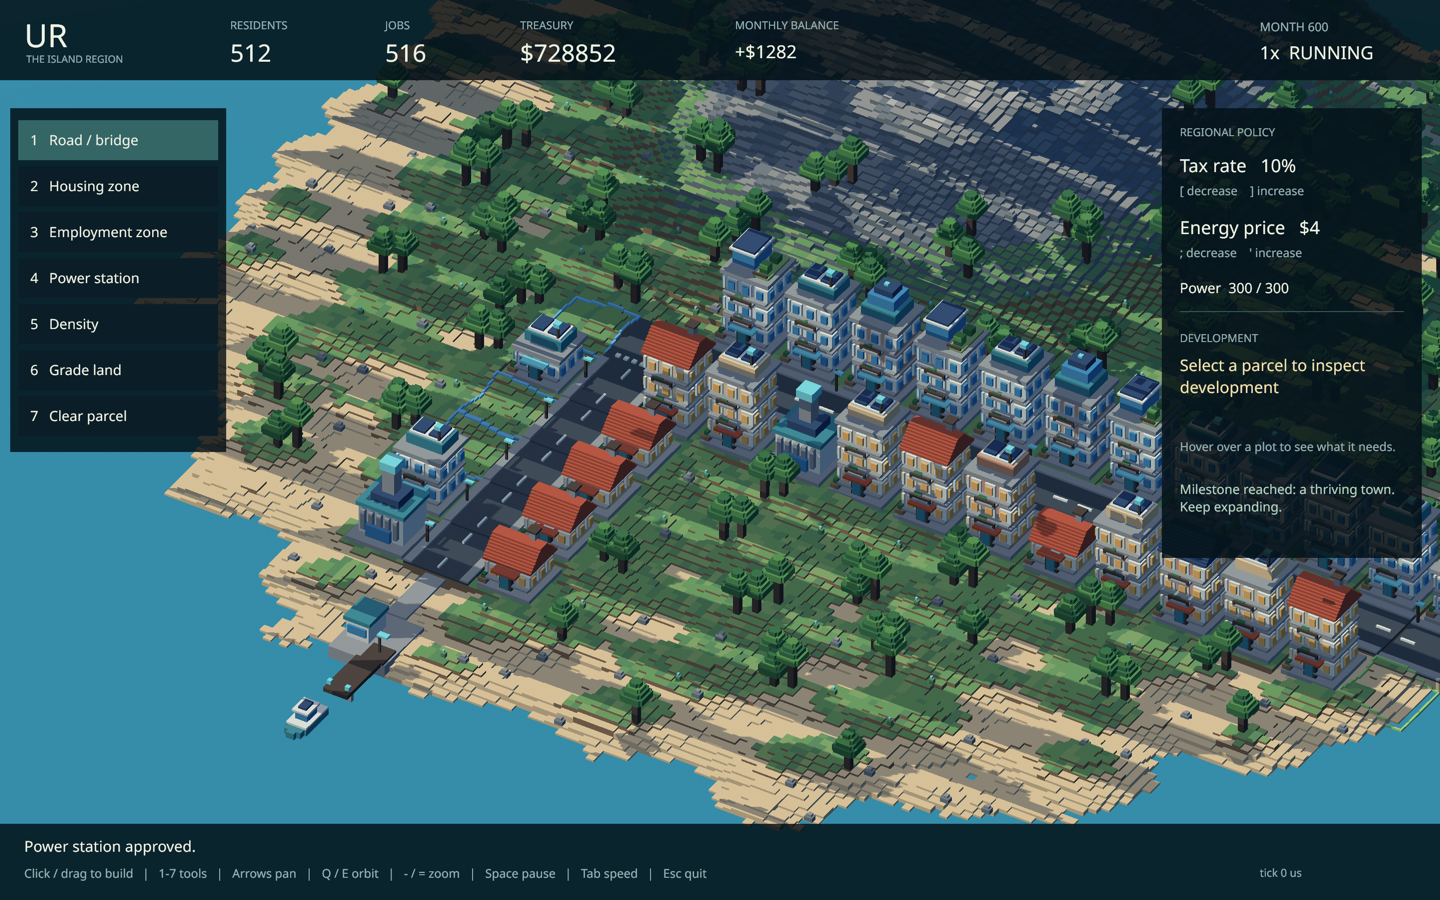 UR
THE ISLAND REGION
RESIDENTS
512
JOBS
516
TREASURY
$728852
MONTHLY BALANCE
+$1282
MONTH 600
1x RUNNING
1 Road / bridge
2 Housing zone
3 Employment zone
4 Power station
5 Density
6 Grade land
7 Clear parcel
REGIONAL POLICY
Tax rate 10%
[ decrease ] increase
Energy price $4
; decrease ' increase
Power 300 / 300
DEVELOPMENT
Select a parcel to inspect
development
Hover over a plot to see what it needs.
Milestone reached: a thriving town.
Keep expanding.
Power station approved.
Click / drag to build | 1-7 tools | Arrows pan | Q / E orbit | - / = zoom | Space pause | Tab speed | Esc quit
tick 0 us